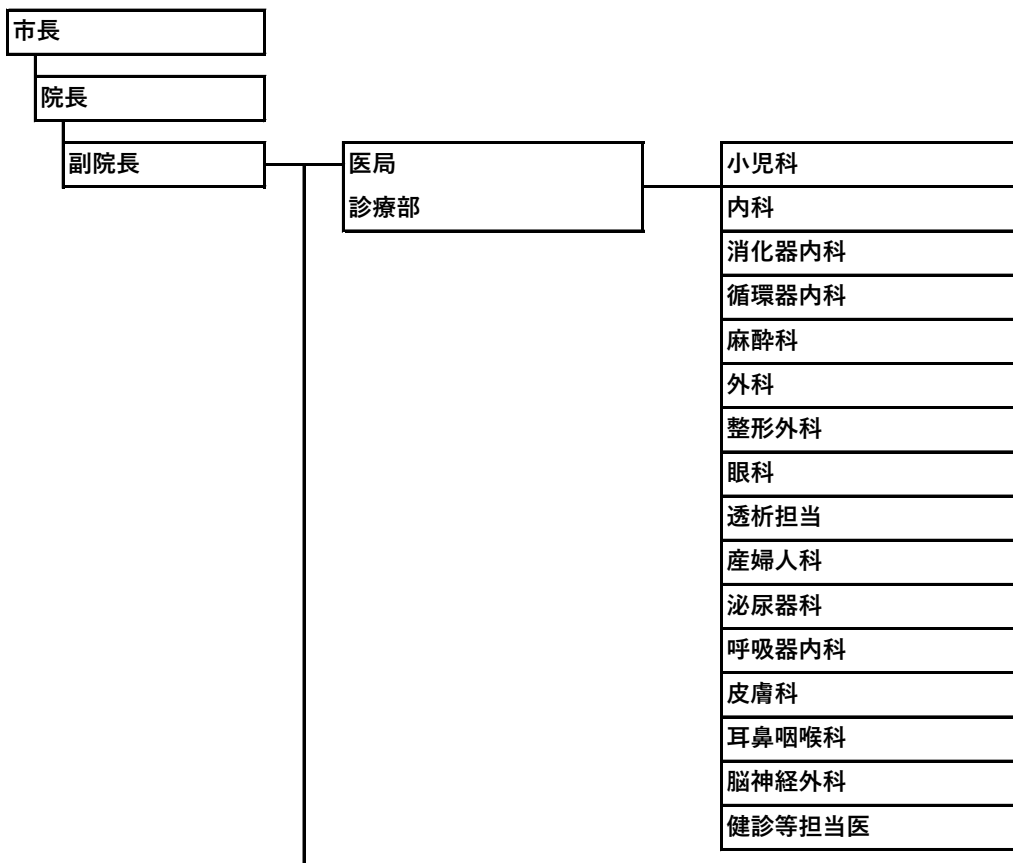 市長
院長
副院長
医局
診療部
小児科
内科
消化器内科
循環器内科
麻酔科
外科
整形外科
眼科
透析担当
産婦人科
泌尿器科
呼吸器内科
皮膚科
耳鼻咽喉科
脳神経外科
健診等担当医